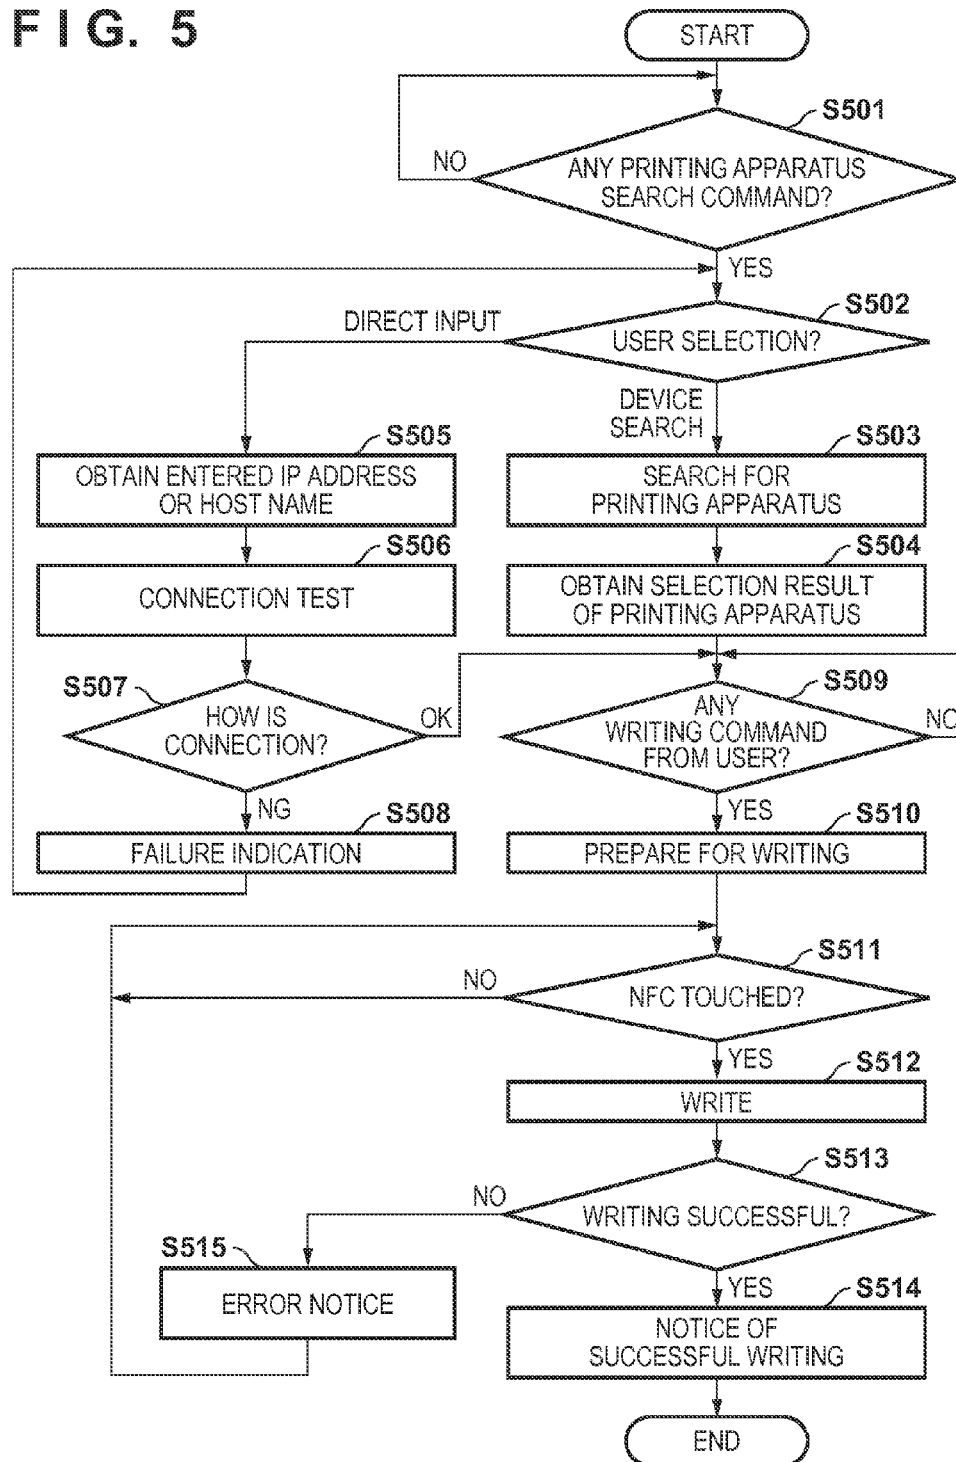 FIG. 5
START
S501
ANY PRINTING APPARATUS
SEARCH COMMAND?
NO
YES
S502
USER SELECTION?
DIRECT INPUT
DEVICE
SEARCH
S505
OBTAIN ENTERED IP ADDRESS
OR HOST NAME
S503
SEARCH FOR
PRINTING APPARATUS
S506
CONNECTION TEST
S504
OBTAIN SELECTION RESULT
OF PRINTING APPARATUS
S507
HOW IS
CONNECTION?
OK
NG
S509
ANY
WRITING COMMAND
FROM USER?
NO
YES
S508
FAILURE INDICATION
S510
PREPARE FOR WRITING
S511
NFC TOUCHED?
NO
YES
S512
WRITE
S513
WRITING SUCCESSFUL?
NO
YES
S515
ERROR NOTICE
S514
NOTICE OF
SUCCESSFUL WRITING
END